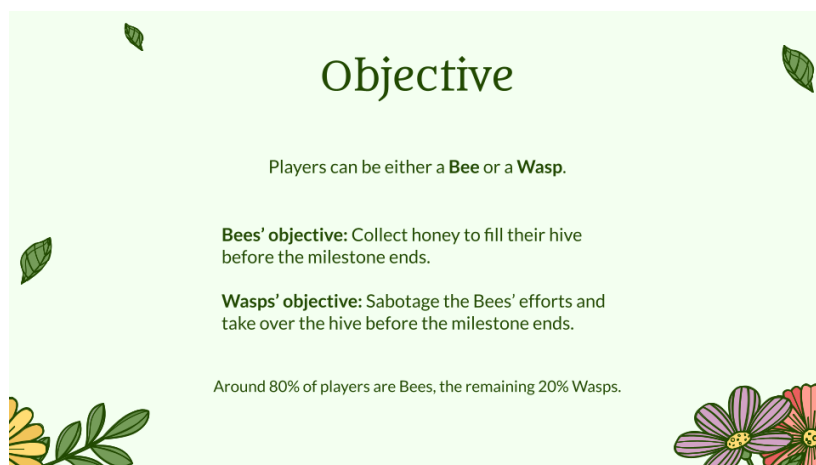 Objective
Players can be either a Bee or a Wasp.
Bees’ objective: Collect honey to fill their hive
before the milestone ends.
Wasps’ objective: Sabotage the Bees’ efforts and
take over the hive before the milestone ends.
Around 80% of players are Bees, the remaining 20% Wasps.